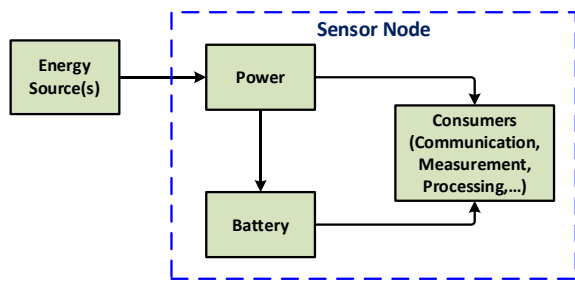 Sensor Node
Energy
Source(s)
Power
Consumers
(Communication,
Measurement,
Processing,...)
Battery